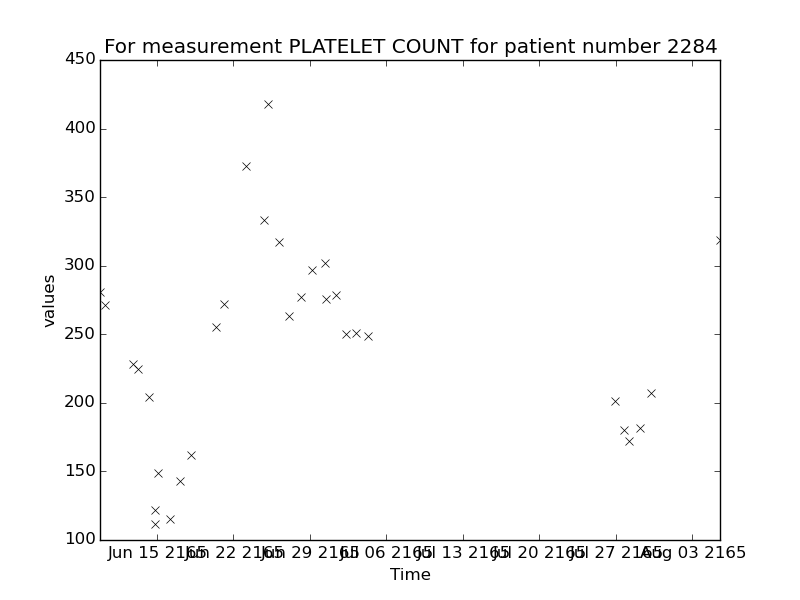 For measurement PLATELET COUNT for patient number 2284
450
400
350
300
250
200
150
100
values
Jun 15 2165 Jun 22 2165 Jun 29 2165 Jul 06 2165 Jul 13 2165 Jul 20 2165 Jul 27 2165 Aug 03 2165
Time